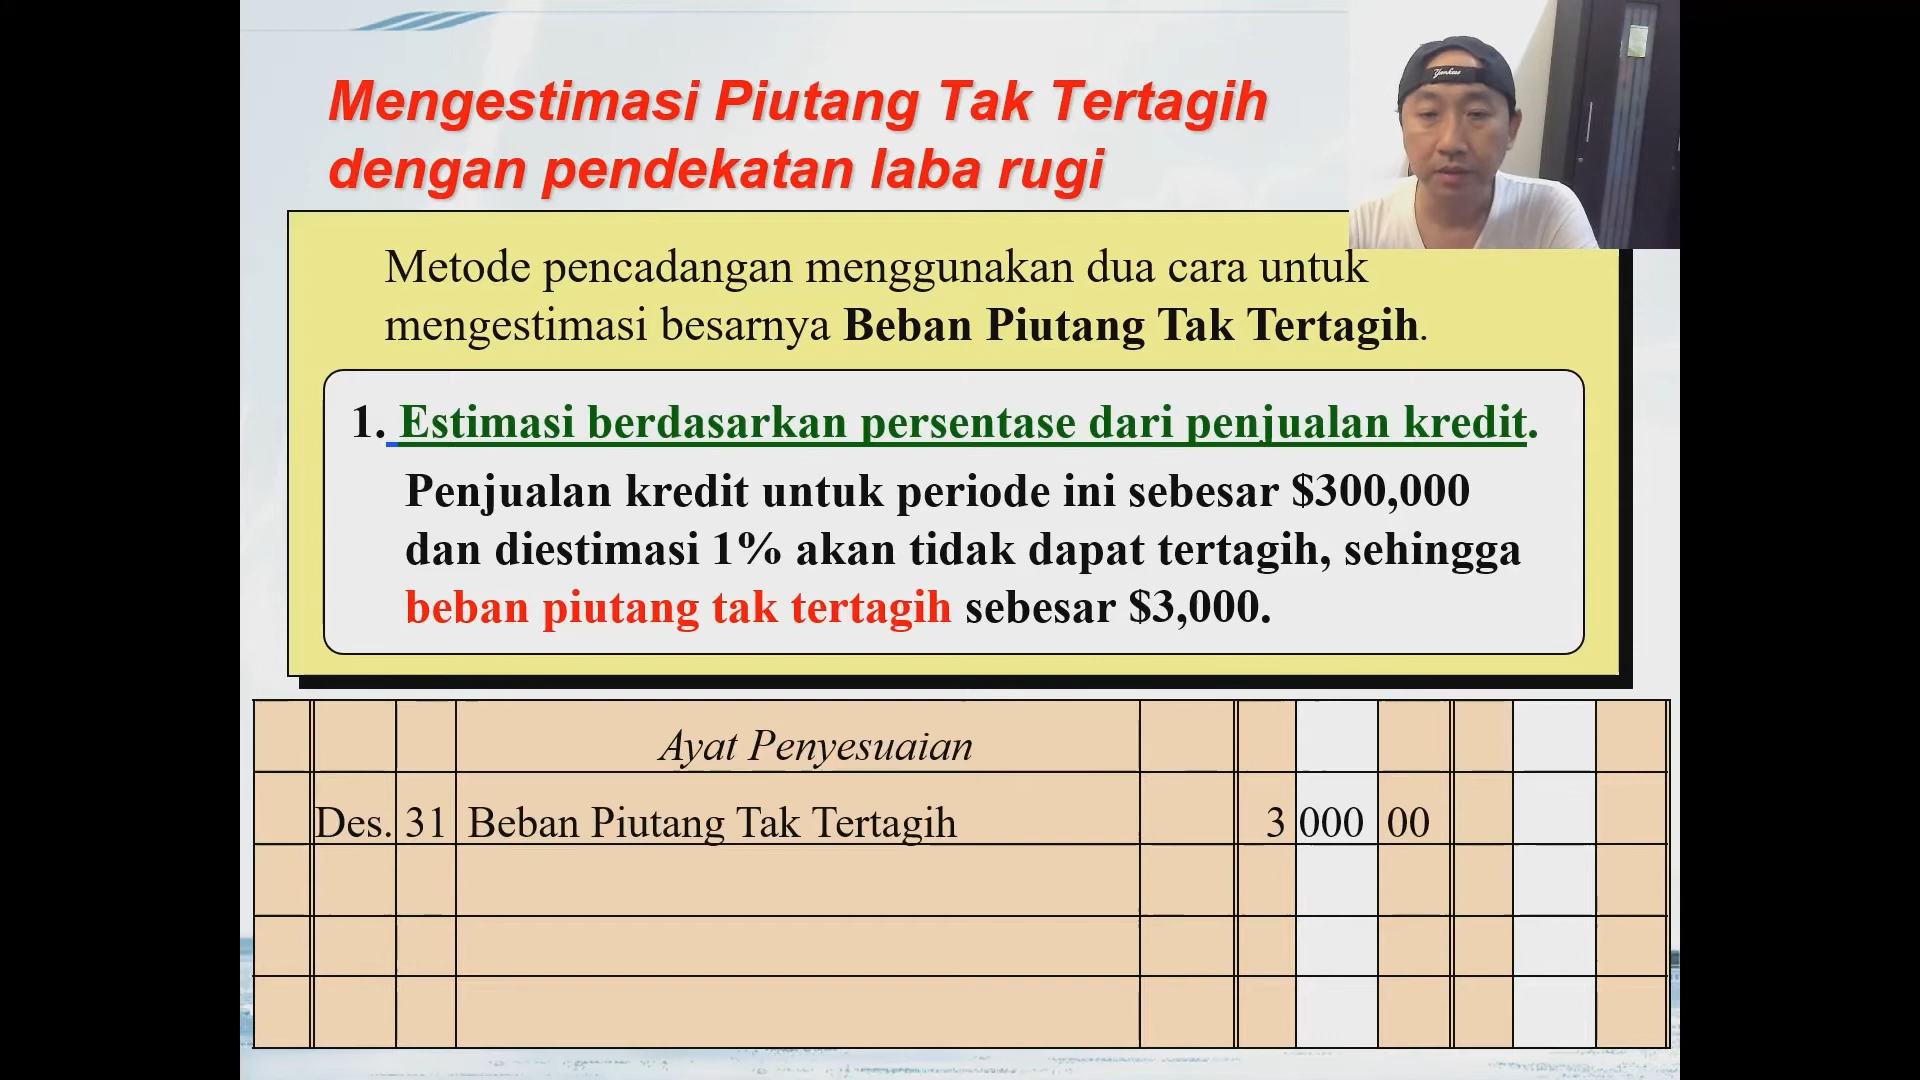 Mengestimasi Piutang Tak Tertagih
dengan pendekatan laba rugi
Yankees
Metode pencadangan menggunakan dua cara untuk
mengestimasi besarnya Beban Piutang Tak Tertagih.
1. Estimasi berdasarkan persentase dari penjualan kredit.
Penjualan kredit untuk periode ini sebesar $300,000
dan diestimasi 1% akan tidak dapat tertagih, sehingga
beban piutang tak tertagih sebesar $3,000.
Ayat Penyesuaian
Des. 31 Beban Piutang Tak Tertagih 3 000 00